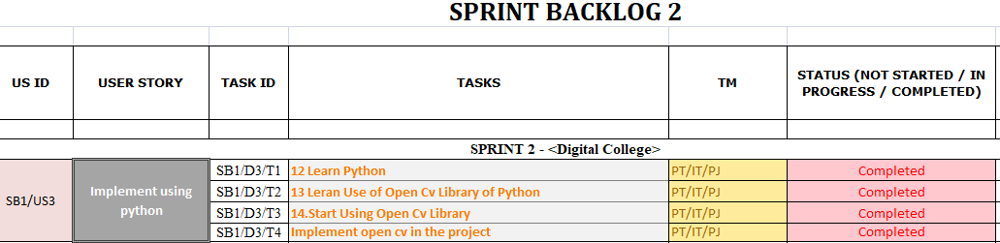 SPRINT BACKLOG 2
US ID USER STORY TASK ID TASKS TM STATUS (NOT STARTED / IN
PROGRESS / COMPLETED)
SPRINT 2 - <Digital College>
SB1/US3 Implement using
python
SB1/D3/T1 12 Learn Python PT/IT/PJ Completed
SB1/D3/T2 13 Leran Use of Open Cv Library of Python PT/IT/PJ Completed
SB1/D3/T3 14.Start Using Open Cv Library PT/IT/PJ Completed
SB1/D3/T4 Implement open cv in the project PT/IT/PJ Completed